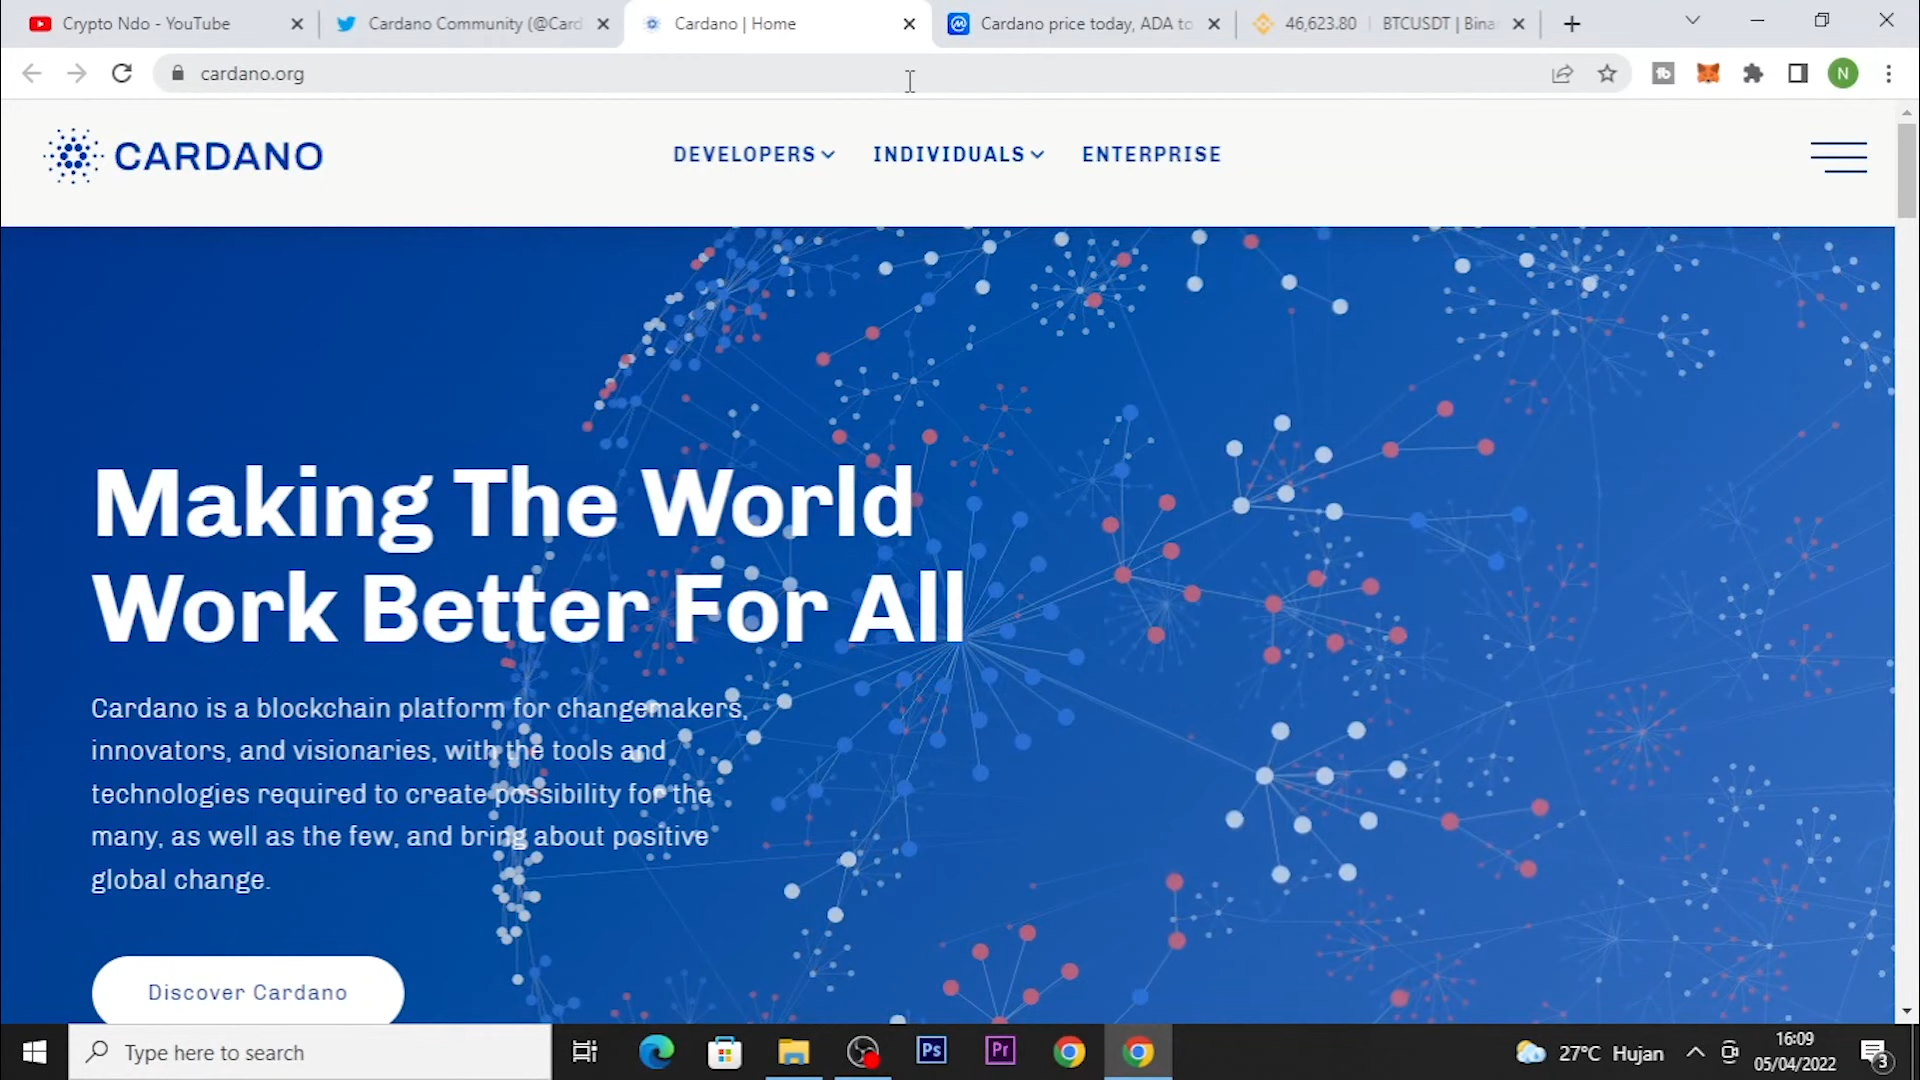 Crypto Ndo - YouTube
Cardano Community (@Card
Cardano | Home
Cardano price today, ADA to
46,623.80 | BTCUSDT | Bina
cardano.org
N
CARDANO
DEVELOPERS
INDIVIDUALS
ENTERPRISE
Making The World
Work Better For All
Cardano is a blockchain platform for changemakers,
innovators, and visionaries, with the tools and
technologies required to create possibility for the
many, as well as the few, and bring about positive
global change.
Discover Cardano
Type here to search
Ps
Pr
27°C Hujan
16:09
05/04/2022
3